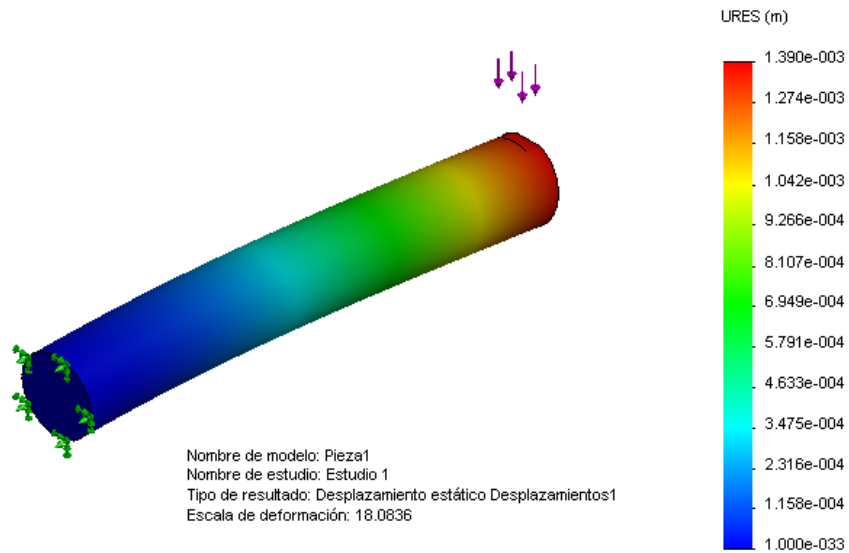 URES (m)
1.390e-003
1.274e-003
1.158e-003
1.042e-003
9.266e-004
8.107e-004
6.949e-004
5.791e-004
4.633e-004
3.475e-004
2.316e-004
1.158e-004
1.000e-033
Nombre de modelo: Pieza1
Nombre de estudio: Estudio 1
Tipo de resultado: Desplazamiento estático Desplazamientos1
Escala de deformación: 18.0836